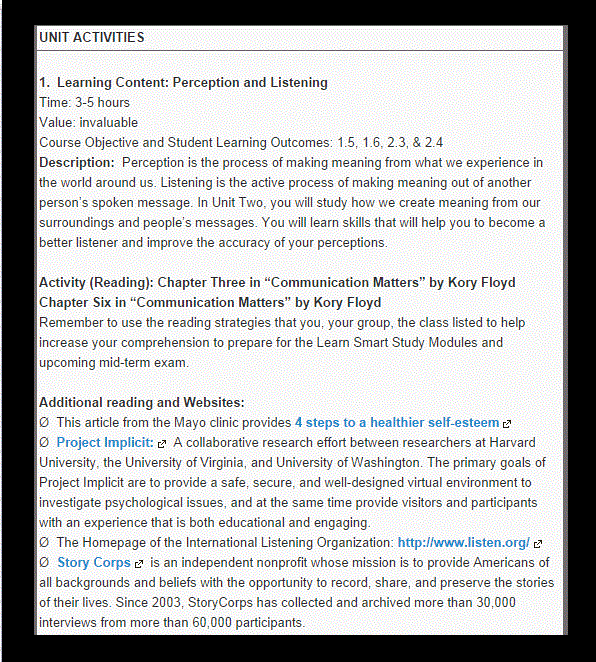 UNIT ACTIVITIES
1. Learning Content: Perception and Listening
Time: 3-5 hours
Value: invaluable
Course Objective and Student Learning Outcomes: 1.5, 1.6, 2.3, & 2.4
Description: Perception is the process of making meaning from what we experience in
the world around us. Listening is the active process of making meaning out of another
person's spoken message. In Unit Two, you will study how we create meaning from our
surroundings and people's messages. You will learn skills that will help you to become a
better listener and improve the accuracy of your perceptions.
Activity (Reading): Chapter Three in “Communication Matters” by Kory Floyd
Chapter Six in “Communication Matters” by Kory Floyd
Remember to use the reading strategies that you, your group, the class listed to help
increase your comprehension to prepare for the Learn Smart Study Modules and
upcoming mid-term exam.
Additional reading and Websites:
Ø This article from the Mayo clinic provides 4 steps to a healthier self-esteem
Ø Project Implicit: A collaborative research effort between researchers at Harvard
University, the University of Virginia, and University of Washington. The primary goals of
Project Implicit are to provide a safe, secure, and well-designed virtual environment to
investigate psychological issues, and at the same time provide visitors and participants
with an experience that is both educational and engaging.
Ø The Homepage of the International Listening Organization: http://www.listen.org/
Ø Story Corps is an independent nonprofit whose mission is to provide Americans of
all backgrounds and beliefs with the opportunity to record, share, and preserve the stories
of their lives. Since 2003, StoryCorps has collected and archived more than 30,000
interviews from more than 60,000 participants.